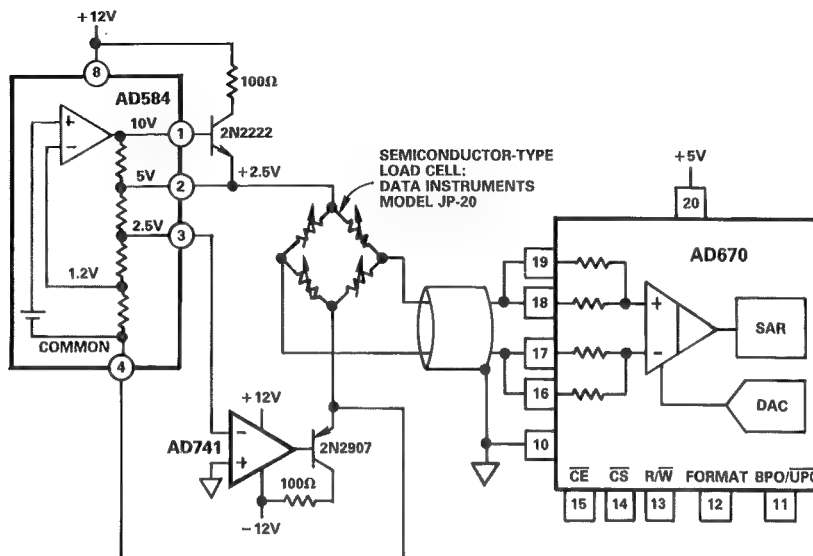 +12V
8
AD584
100Ω
10V
1
2N2222
+
−
5V
2
+2.5V
2.5V
3
1.2V
COMMON
4
SEMICONDUCTOR-TYPE
LOAD CELL:
DATA INSTRUMENTS
MODEL JP-20
+5V
20
AD670
19
18
17
16
10
+
−
SAR
DAC
+12V
AD741
−
+
2N2907
100Ω
−12V
CE CS R/W FORMAT BPO/UPO
15 14 13 12 11